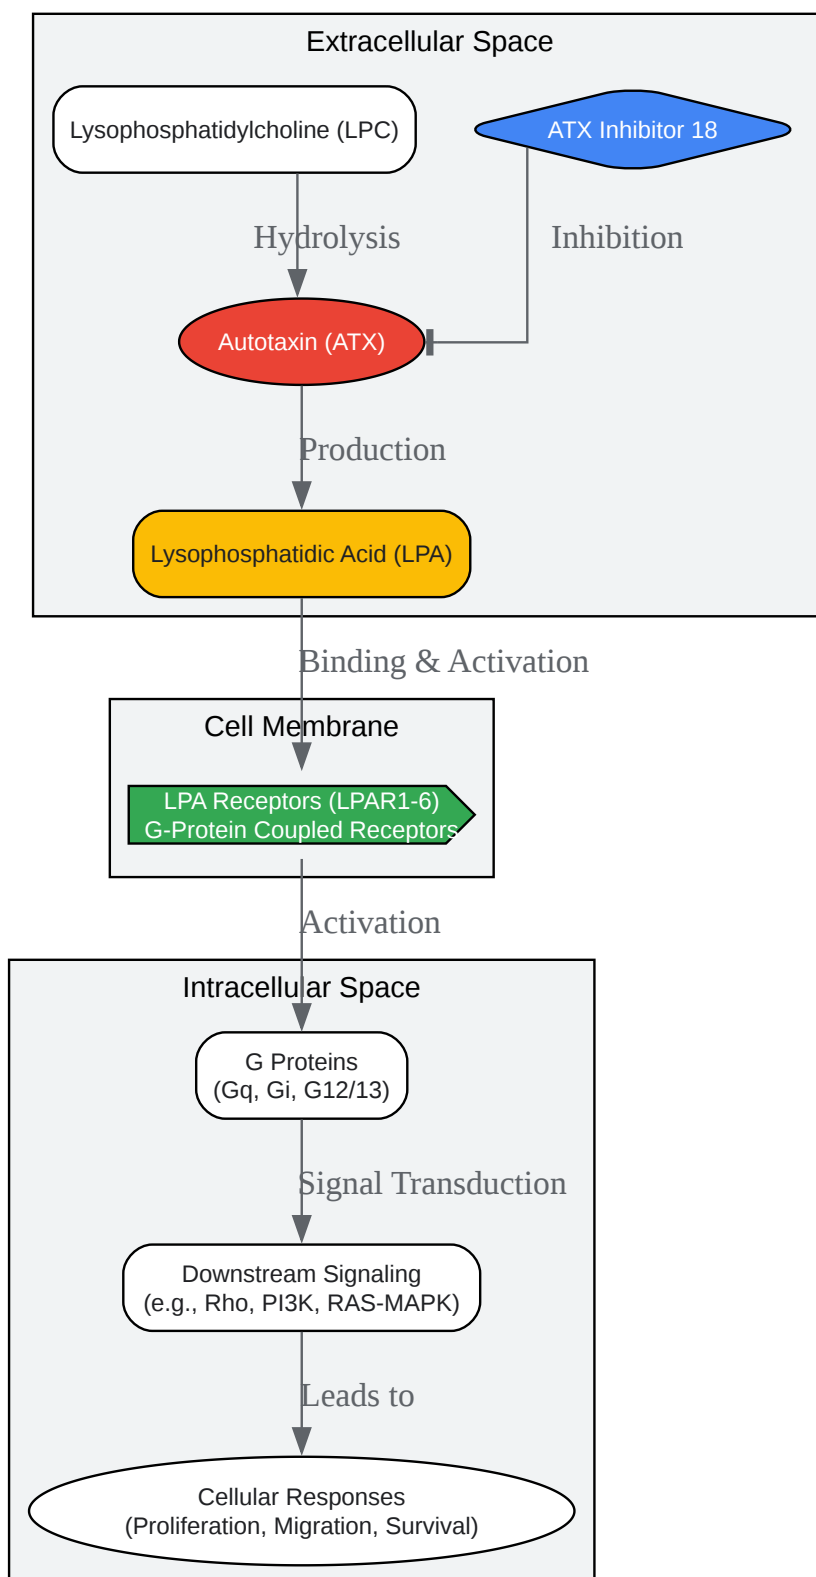 Extracellular Space
Lysophosphatidylcholine (LPC)
ATX Inhibitor 18
Hydrolysis
Inhibition
Autotaxin (ATX)
Production
Lysophosphatidic Acid (LPA)
Binding & Activation
Cell Membrane
LPA Receptors (LPAR1-6)
G-Protein Coupled Receptors
Activation
Intracellular Space
G Proteins
(Gq, Gi, G12/13)
Signal Transduction
Downstream Signaling
(e.g., Rho, PI3K, RAS-MAPK)
Leads to
Cellular Responses
(Proliferation, Migration, Survival)